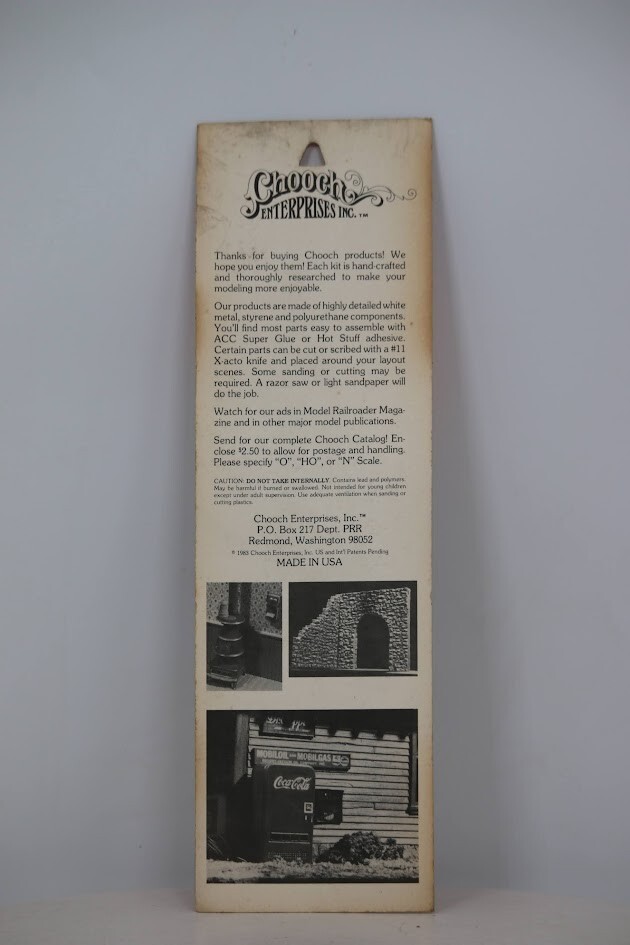 Chooch
ENTERPRISES INC.™
Thanks for buying Chooch products! We
hope you enjoy them! Each kit is hand-crafted
and thoroughly researched to make your
modeling more enjoyable.
Our products are made of highly detailed white
metal, styrene and polyurethane components.
You'll find most parts easy to assemble with
ACC Super Glue or Hot Stuff adhesive.
Certain parts can be cut or scribed with a #11
X-acto knife and placed around your layout
scenes. Some sanding or cutting may be
required. A razor saw or light sandpaper will
do the job.
Watch for our ads in Model Railroader Maga-
zine and in other major model publications.
Send for our complete Chooch Catalog! En-
close $2.50 to allow for postage and handling.
Please specify "O", "HO", or "N" Scale.
CAUTION: DO NOT TAKE INTERNALLY. Contains lead and polymers.
May be harmful if burned or swallowed. Not intended for young children
except under adult supervision. Use adequate ventilation when sanding or
cutting plastics.
Chooch Enterprises, Inc.™
P.O. Box 217 Dept. PRR
Redmond, Washington 98052
© 1983 Chooch Enterprises, Inc. US and Int'l Patents Pending
MADE IN USA
MOBILOIL MOBILGAS
Coca-Cola